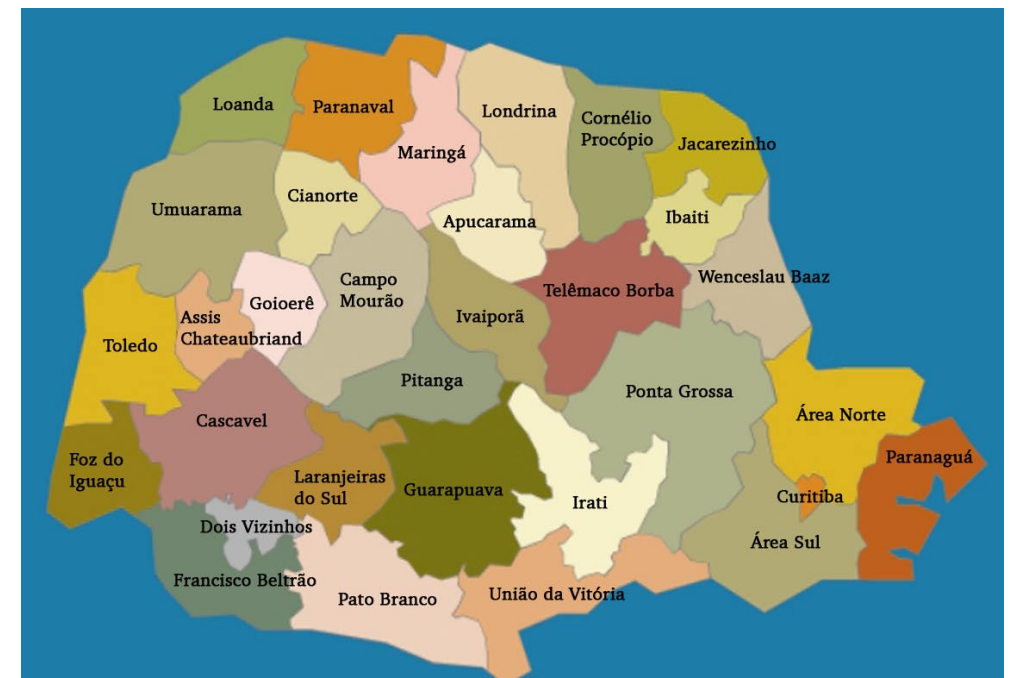 Loanda
Paranaval
Londrina
Cornélio
Procópio
Jacarezinho
Maringá
Cianorte
Umuarama
Apucarama
Ibaiti
Wenceslau Baaz
Telêmaco Borba
Campo
Mourão
Goioerê
Ivaiporã
Assis
Chateaubriand
Toledo
Pitanga
Ponta Grossa
Área Norte
Cascavel
Paranaguá
Foz do
Iguaçu
Laranjeiras
do Sul
Guarapuava
Irati
Curitiba
Dois Vizinhos
Área Sul
Francisco Beltrão
Pato Branco
União da Vitória